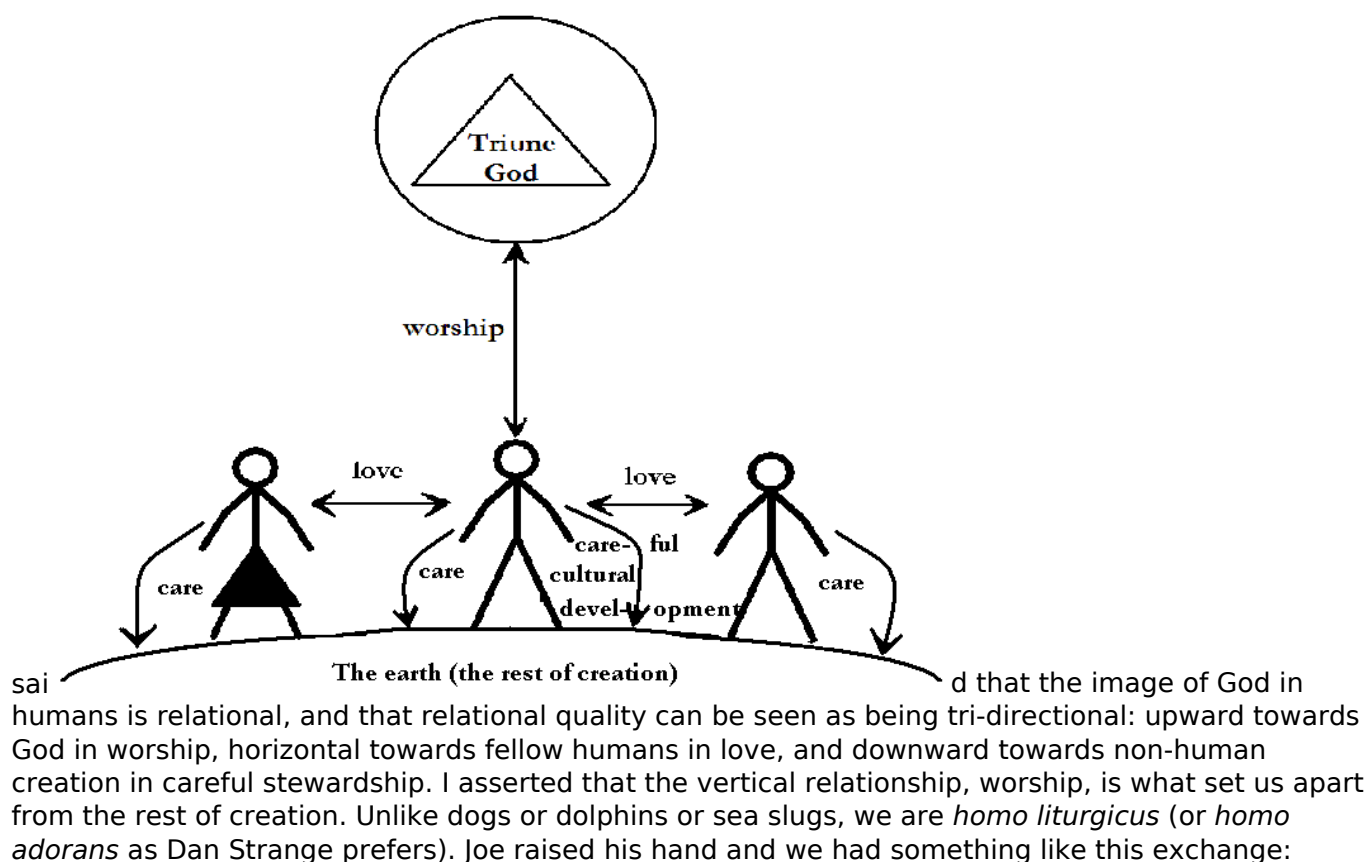 Triune
God
worship
love
love
care- ful
care
care
cultural
care
devel- opment
The earth (the rest of creation)
sai d that the image of God in
humans is relational, and that relational quality can be seen as being tri-directional: upward towards
God in worship, horizontal towards fellow humans in love, and downward towards non-human
creation in careful stewardship. I asserted that the vertical relationship, worship, is what set us apart
from the rest of creation. Unlike dogs or dolphins or sea slugs, we are homo liturgicus (or homo
adorans as Dan Strange prefers). Joe raised his hand and we had something like this exchange: